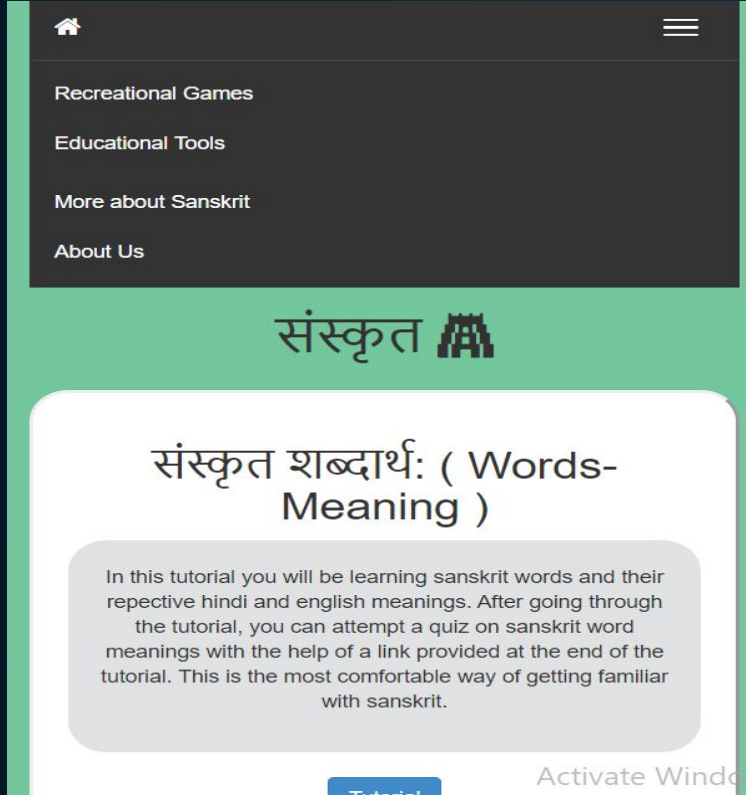 Recreational Games
Educational Tools
More about Sanskrit
About Us
संस्कृत
संस्कृत शब्दार्थ: ( Words-
Meaning )
In this tutorial you will be learning sanskrit words and their
repective hindi and english meanings. After going through
the tutorial, you can attempt a quiz on sanskrit word
meanings with the help of a link provided at the end of the
tutorial. This is the most comfortable way of getting familiar
with sanskrit.
Tutorial
Activate Windo